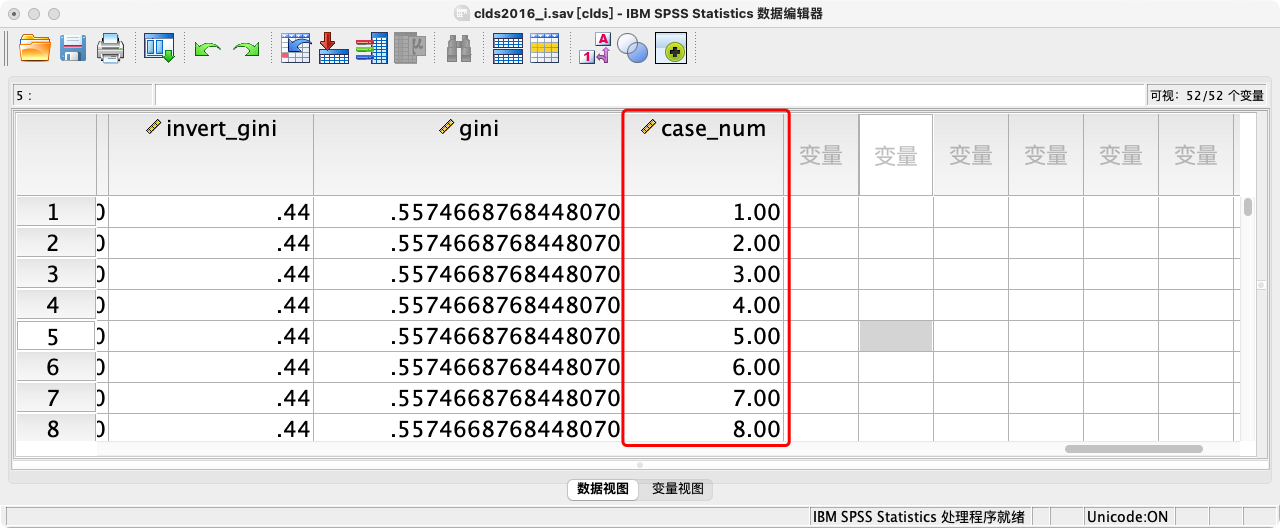 clds2016_i.sav [clds] - IBM SPSS Statistics 数据编辑器
5 :
可视: 52/52 个变量
invert_gini gini case_num 变量 变量 变量 变量 变量 变量
1 0 .44 .5574668768448070 1.00
2 0 .44 .5574668768448070 2.00
3 0 .44 .5574668768448070 3.00
4 0 .44 .5574668768448070 4.00
5 0 .44 .5574668768448070 5.00
6 0 .44 .5574668768448070 6.00
7 0 .44 .5574668768448070 7.00
8 0 .44 .5574668768448070 8.00
数据视图 变量视图
IBM SPSS Statistics 处理程序就绪 Unicode:ON